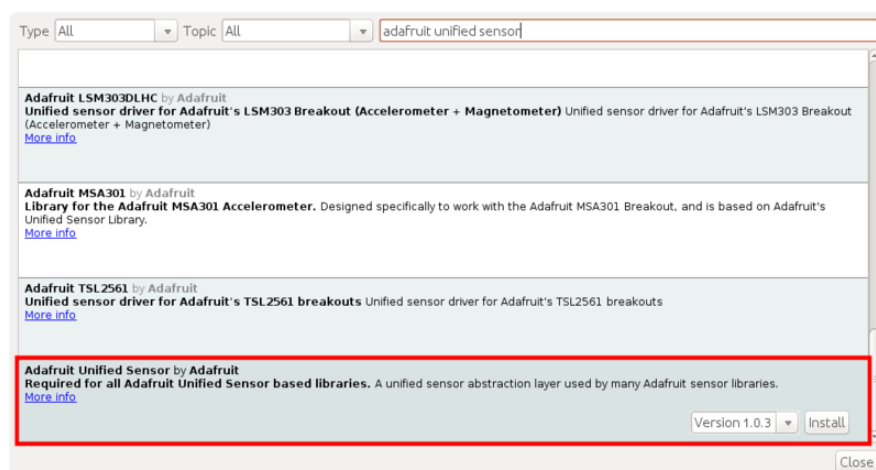 Type All Topic All adafruit unified sensor
Adafruit LSM303DLHC by Adafruit
Unified sensor driver for Adafruit's LSM303 Breakout (Accelerometer + Magnetometer) Unified sensor driver for Adafruit's LSM303 Breakout
(Accelerometer + Magnetometer)
More info
Adafruit MSA301 by Adafruit
Library for the Adafruit MSA301 Accelerometer. Designed specifically to work with the Adafruit MSA301 Breakout, and is based on Adafruit's
Unified Sensor Library.
More info
Adafruit TSL2561 by Adafruit
Unified sensor driver for Adafruit's TSL2561 breakouts Unified sensor driver for Adafruit's TSL2561 breakouts
More info
Adafruit Unified Sensor by Adafruit
Required for all Adafruit Unified Sensor based libraries. A unified sensor abstraction layer used by many Adafruit sensor libraries.
More info
Version 1.0.3 Install
Close